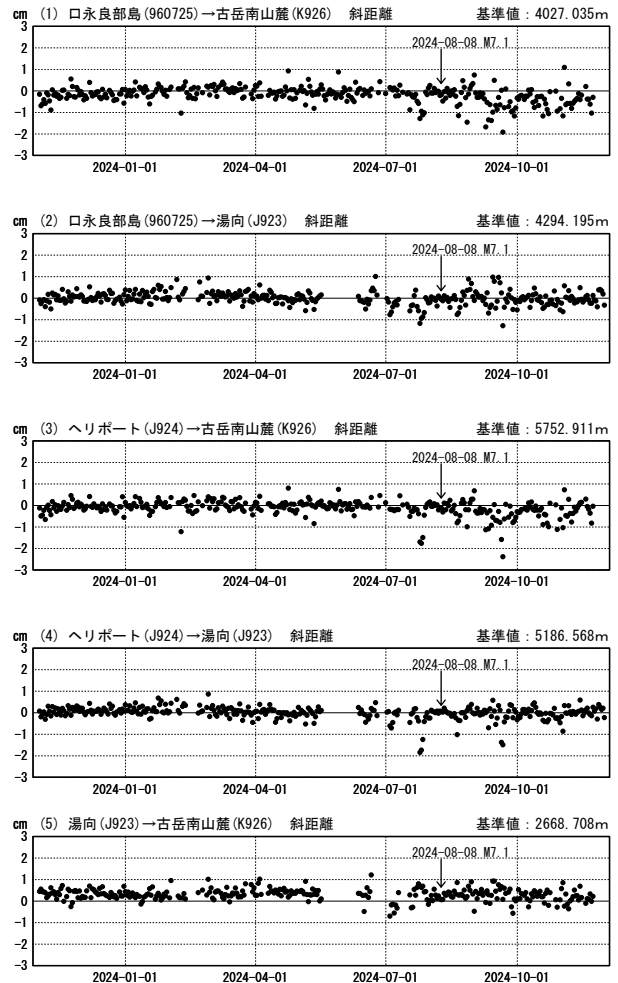 cm (1) 口永良部島(960725)→古岳南山麓(K926) 斜距離 基準値：4027.035m
3
2024-08-08 M7.1
2
1
0
-1
-2
-3
2024-01-01 2024-04-01 2024-07-01 2024-10-01
cm (2) 口永良部島(960725)→湯向(J923) 斜距離 基準値：4294.195m
3
2024-08-08 M7.1
2
1
0
-1
-2
-3
2024-01-01 2024-04-01 2024-07-01 2024-10-01
cm (3) ヘリポート(J924)→古岳南山麓(K926) 斜距離 基準値：5752.911m
3
2024-08-08 M7.1
2
1
0
-1
-2
-3
2024-01-01 2024-04-01 2024-07-01 2024-10-01
cm (4) ヘリポート(J924)→湯向(J923) 斜距離 基準値：5186.568m
3
2024-08-08 M7.1
2
1
0
-1
-2
-3
2024-01-01 2024-04-01 2024-07-01 2024-10-01
cm (5) 湯向(J923)→古岳南山麓(K926) 斜距離 基準値：2668.708m
3
2024-08-08 M7.1
2
1
0
-1
-2
-3
2024-01-01 2024-04-01 2024-07-01 2024-10-01